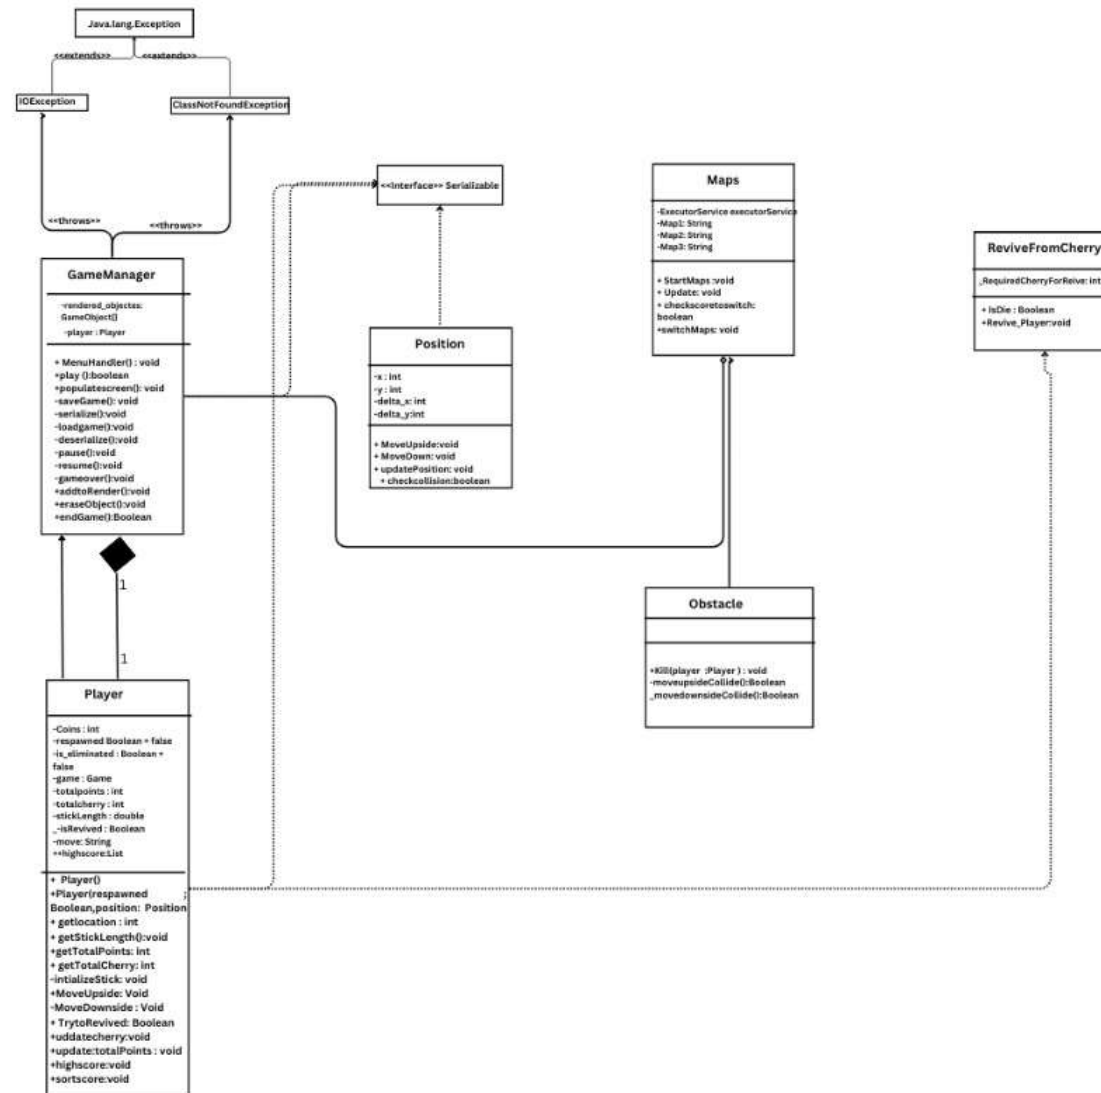 Java.lang.Exception
<<extends>>
<<extends>>
IOException
ClassNotFoundException
<<throws>>
<<throws>>
GameManager
-rendered_objectes:
GameObject[]
-player : Player
+ MenuHandler() : void
+play ():boolean
+populatescreen(): void
-saveGame(): void
-serialize():void
-loadgame():void
-deserialize():void
-pause():void
-resume():void
-gameover():void
+addtoRender():void
+eraseObject():void
+endGame():Boolean
1
1
<<Interface>> Serializable
Position
-x : int
-y : int
-delta_x: int
-delta_y:int
+ MoveUpside:void
+ MoveDown: void
+ updatePosition: void
+ checkcollision:boolean
Maps
-ExecutorService executorService
-Map1: String
-Map2: String
-Map3: String
+ StartMaps :void
+ Update: void
+ checkscoretoswitch:
boolean
+switchMaps: void
ReviveFromCherry
_RequiredCherryForReive: int
+ IsDie : Boolean
+Revive_Player:void
Obstacle
+Kill(player :Player ) : void
-moveupsideCollide():Boolean
_movedownsideCollide():Boolean
Player
-Coins : int
-respawned Boolean = false
-is_eliminated : Boolean =
false
-game : Game
-totalpoints : int
-totalcherry : int
-stickLength : double
_-isRevived : Boolean
-move: String
++highscore:List
+ Player()
+Player(respawned :
Boolean,position: Position
+ getlocation : int
+ getStickLength():void
+getTotalPoints: int
+ getTotalCherry: int
-intializeStick: void
+MoveUpside: Void
-MoveDownside : Void
+ TrytoRevived: Boolean
+uddatecherry:void
+update:totalPoints : void
+highscore:void
+sortscore:void